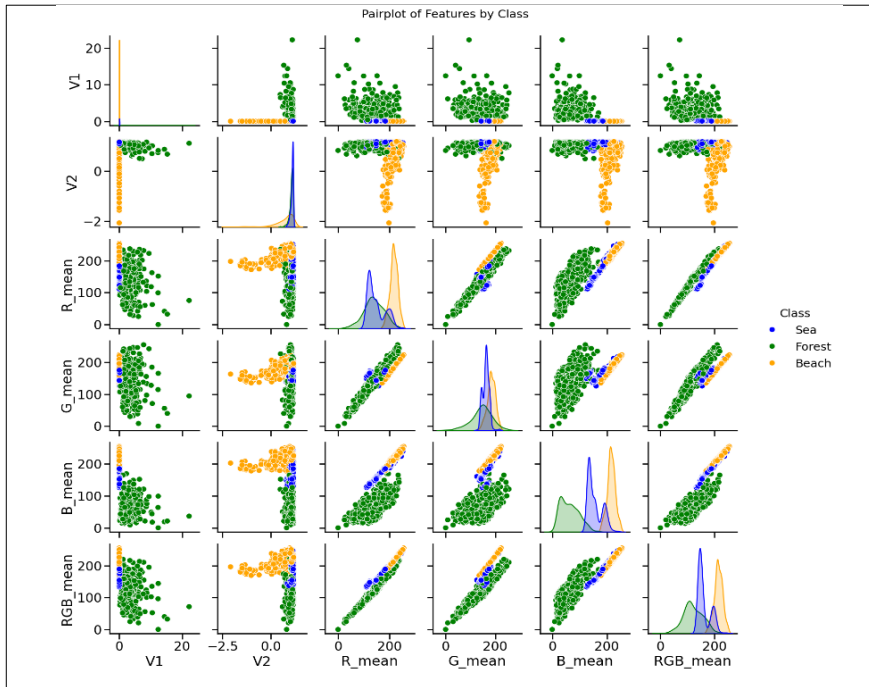 Pairplot of Features by Class
20
10
0
V1
0
−2
V2
200
100
0
R_mean
200
100
0
G_mean
200
100
0
B_mean
200
100
0
RGB_mean
0 20 −2.5 0.0 0 200 0 200 0 200 0 200
V1 V2 R_mean G_mean B_mean RGB_mean
Class
Sea
Forest
Beach